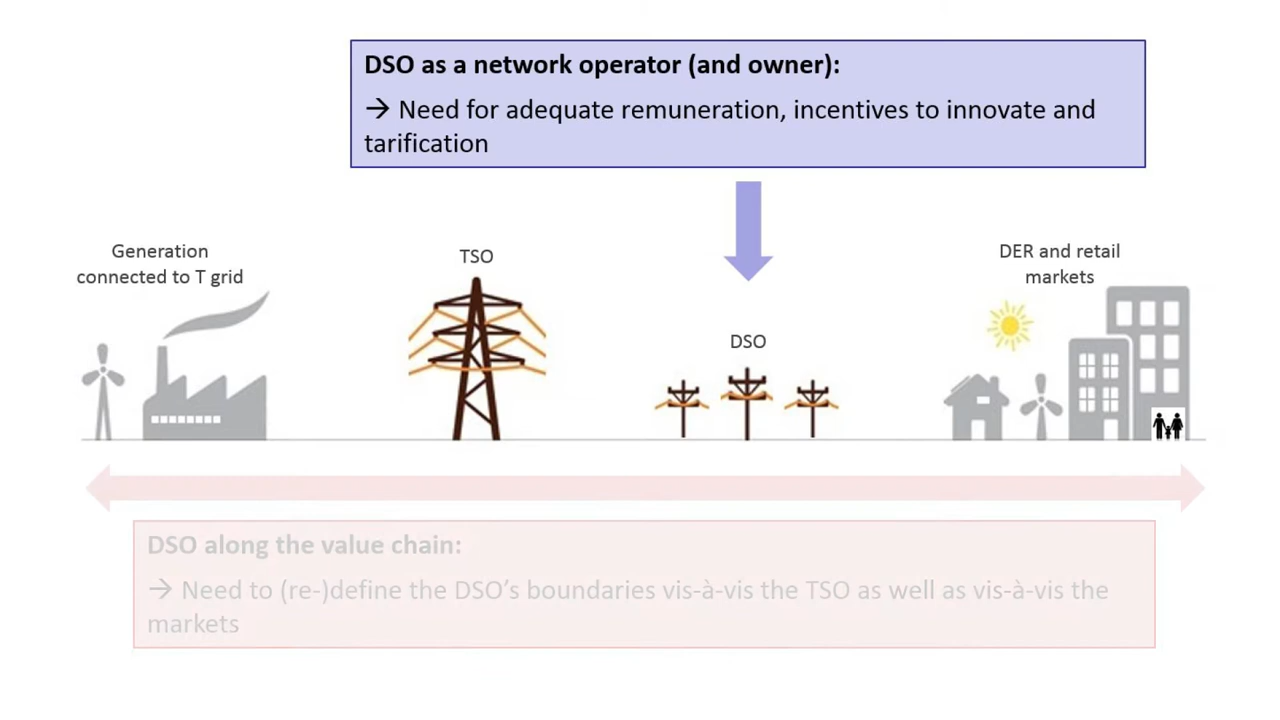 DSO as a network operator (and owner):
→ Need for adequate remuneration, incentives to innovate and
tarification
Generation
connected to T grid
TSO
DSO
DER and retail
markets
DSO along the value chain:
→ Need to (re-)define the DSO's boundaries vis-à-vis the TSO as well as vis-à-vis the
markets